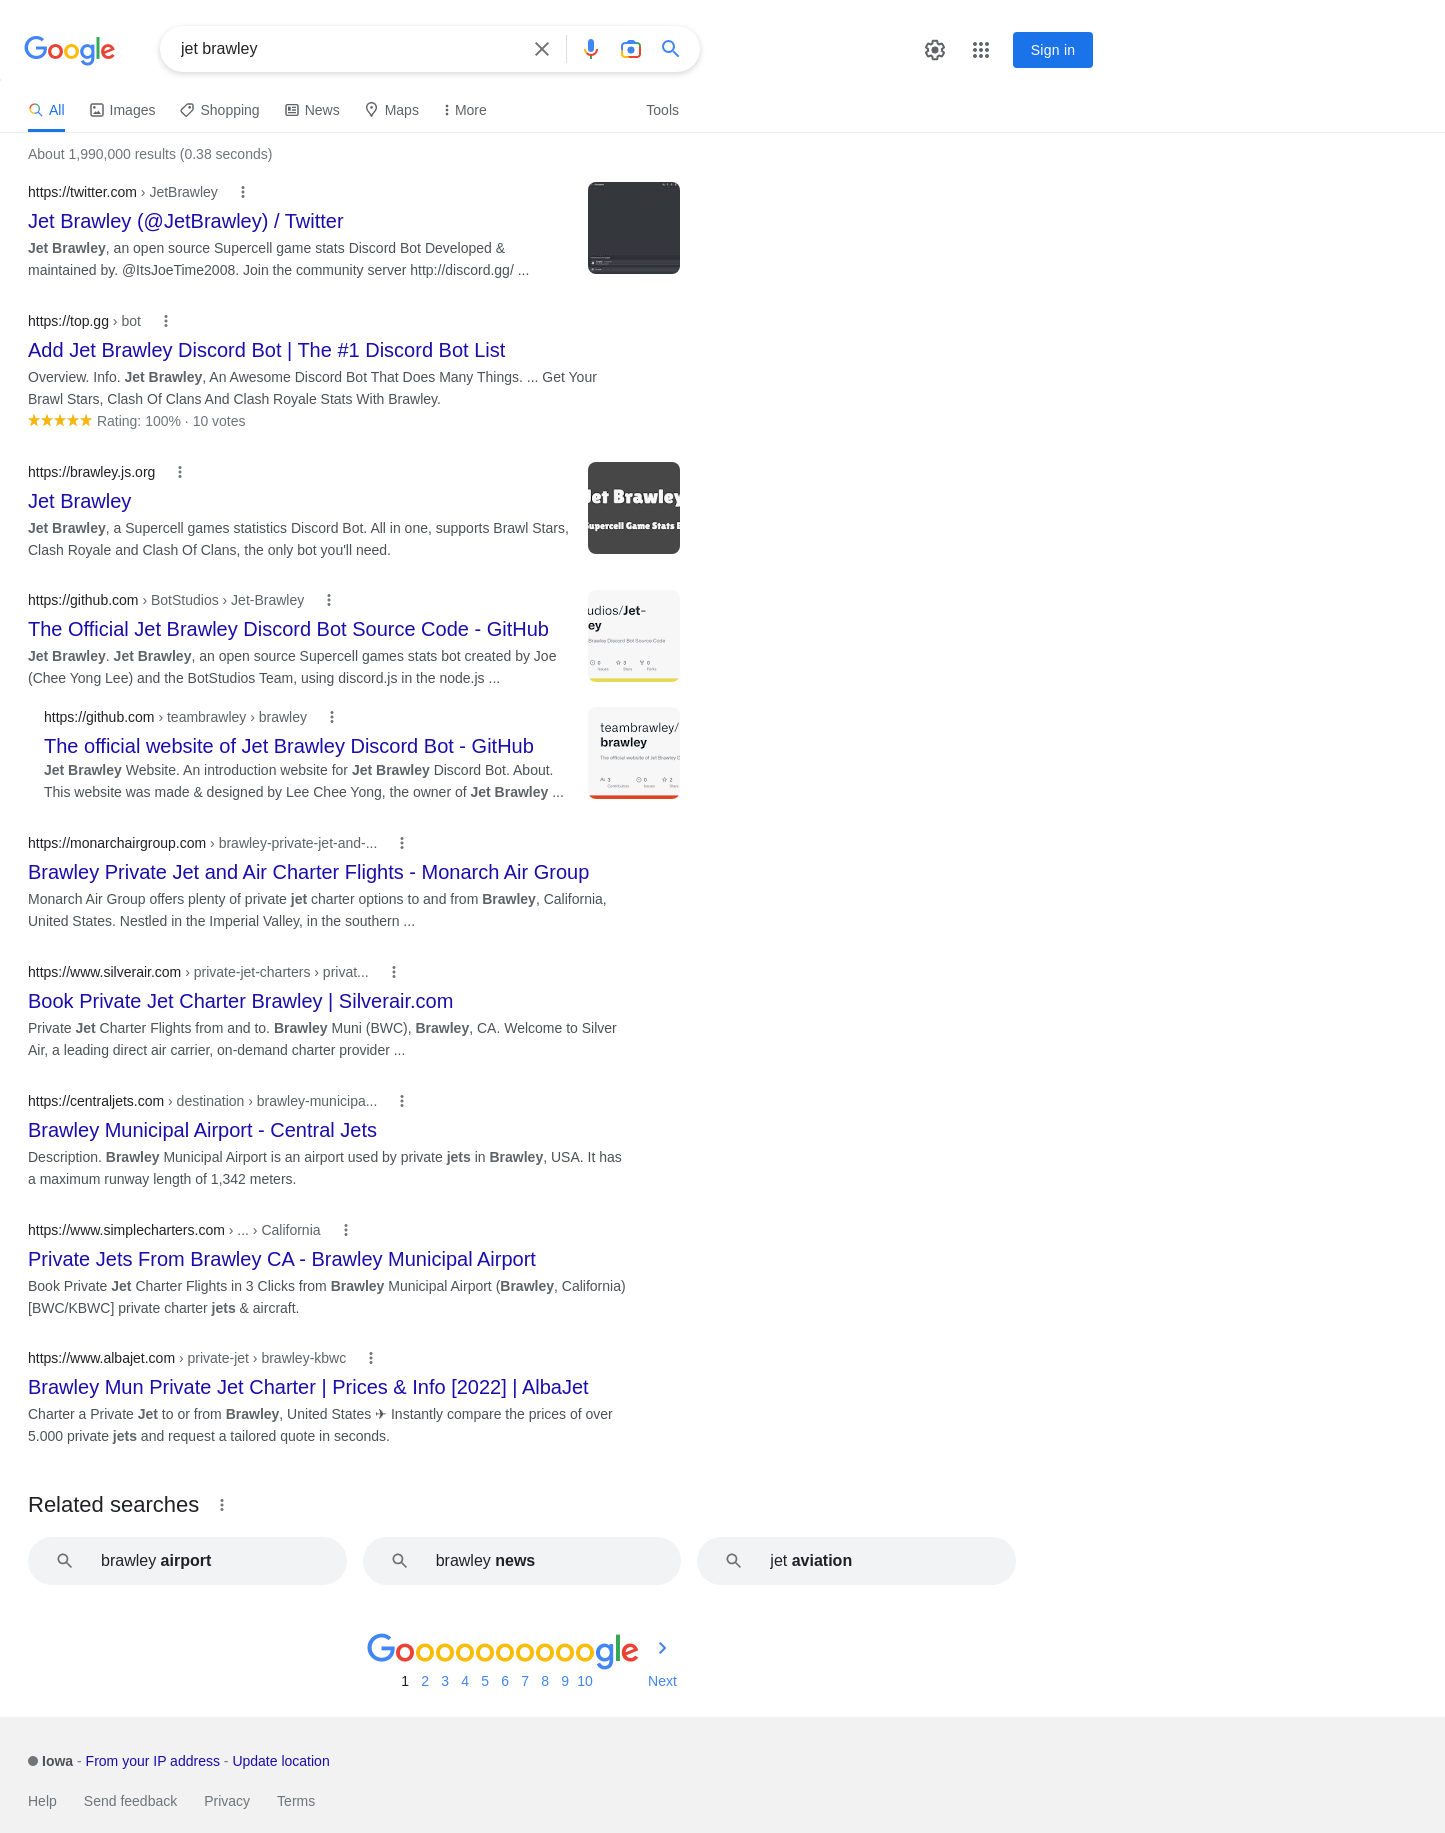 Google
jet brawley
Sign in
All
Images
Shopping
News
Maps
More
Tools
About 1,990,000 results (0.38 seconds)
https://twitter.com › JetBrawley
Jet Brawley (@JetBrawley) / Twitter
Jet Brawley, an open source Supercell game stats Discord Bot Developed &
maintained by. @ItsJoeTime2008. Join the community server http://discord.gg/ ...
https://top.gg › bot
Add Jet Brawley Discord Bot | The #1 Discord Bot List
Overview. Info. Jet Brawley, An Awesome Discord Bot That Does Many Things. ... Get Your
Brawl Stars, Clash Of Clans And Clash Royale Stats With Brawley.
Rating: 100% · 10 votes
https://brawley.js.org
Jet Brawley
Jet Brawley, a Supercell games statistics Discord Bot. All in one, supports Brawl Stars,
Clash Royale and Clash Of Clans, the only bot you'll need.
Jet Brawley
Supercell Game Stats B
https://github.com › BotStudios › Jet-Brawley
The Official Jet Brawley Discord Bot Source Code - GitHub
Jet Brawley. Jet Brawley, an open source Supercell games stats bot created by Joe
(Chee Yong Lee) and the BotStudios Team, using discord.js in the node.js ...
udios/Jet-
ey
Brawley Discord Bot Source Code
0 3 0
Issues Stars Forks
https://github.com › teambrawley › brawley
The official website of Jet Brawley Discord Bot - GitHub
Jet Brawley Website. An introduction website for Jet Brawley Discord Bot. About.
This website was made & designed by Lee Chee Yong, the owner of Jet Brawley ...
teambrawley/
brawley
The official website of Jet Brawley D
3 0 2
Contributors Issues Stars
https://monarchairgroup.com › brawley-private-jet-and-...
Brawley Private Jet and Air Charter Flights - Monarch Air Group
Monarch Air Group offers plenty of private jet charter options to and from Brawley, California,
United States. Nestled in the Imperial Valley, in the southern ...
https://www.silverair.com › private-jet-charters › privat...
Book Private Jet Charter Brawley | Silverair.com
Private Jet Charter Flights from and to. Brawley Muni (BWC), Brawley, CA. Welcome to Silver
Air, a leading direct air carrier, on-demand charter provider ...
https://centraljets.com › destination › brawley-municipa...
Brawley Municipal Airport - Central Jets
Description. Brawley Municipal Airport is an airport used by private jets in Brawley, USA. It has
a maximum runway length of 1,342 meters.
https://www.simplecharters.com › ... › California
Private Jets From Brawley CA - Brawley Municipal Airport
Book Private Jet Charter Flights in 3 Clicks from Brawley Municipal Airport (Brawley, California)
[BWC/KBWC] private charter jets & aircraft.
https://www.albajet.com › private-jet › brawley-kbwc
Brawley Mun Private Jet Charter | Prices & Info [2022] | AlbaJet
Charter a Private Jet to or from Brawley, United States ✈ Instantly compare the prices of over
5.000 private jets and request a tailored quote in seconds.
Related searches
brawley airport
brawley news
jet aviation
Goooooooooogle
1 2 3 4 5 6 7 8 9 10 Next
Iowa - From your IP address - Update location
Help Send feedback Privacy Terms